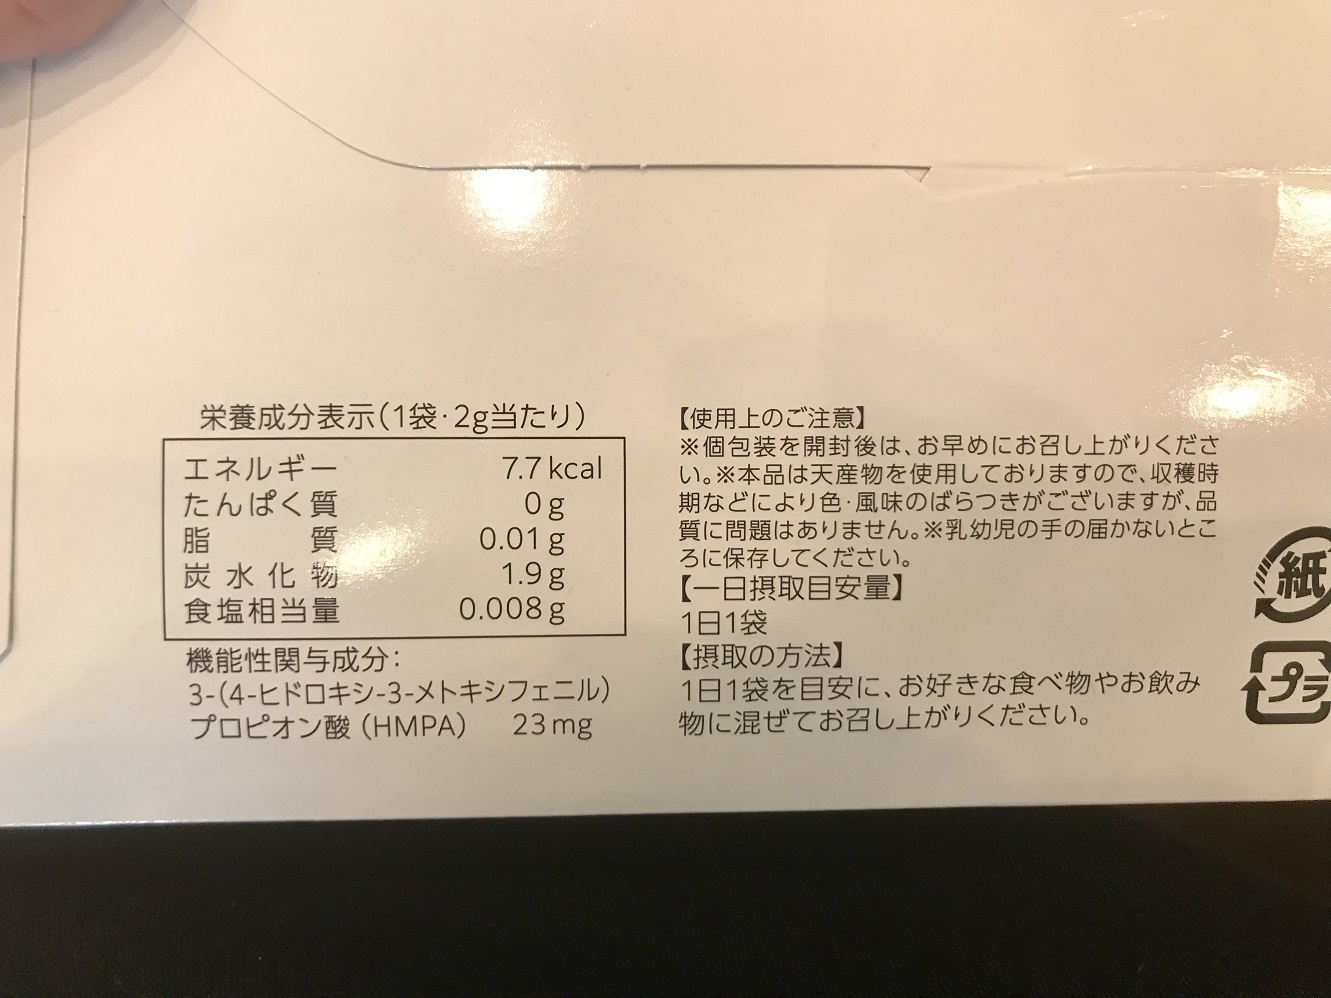 栄養成分表示(1袋・2g当たり)
エネルギー 7.7kcal
たんぱく質 0g
脂質 0.01g
炭水化物 1.9g
食塩相当量 0.008g
機能性関与成分:
3-(4-ヒドロキシ-3-メトキシフェニル)
プロピオン酸(HMPA) 23mg
【使用上のご注意】
※個包装を開封後は、お早めにお召し上がりくださ
い。※本品は天産物を使用しておりますので、収穫時
期などにより色・風味のばらつきがございますが、品
質に問題はありません。※乳幼児の手の届かないとこ
ろに保存してください。
【一日摂取目安量】
1日1袋
【摂取の方法】
1日1袋を目安に、お好きな食べ物やお飲み
物に混ぜてお召し上がりください。
紙
プラ